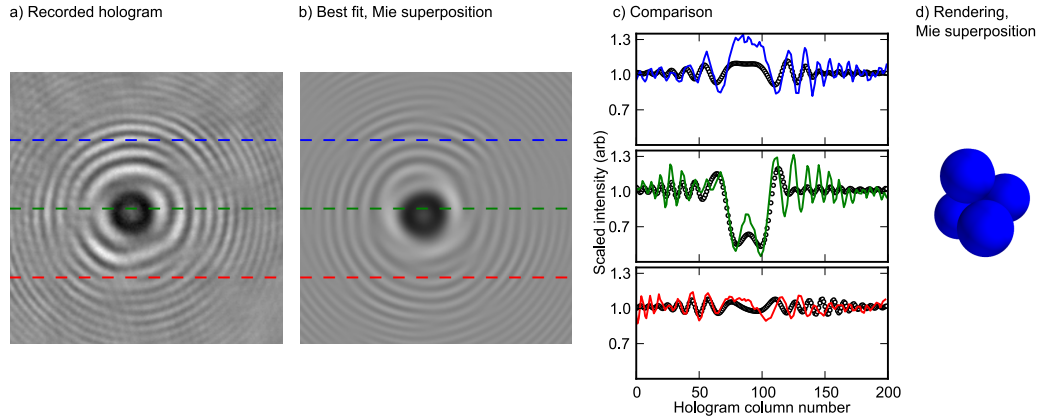 a) Recorded hologram
b) Best fit, Mie superposition
c) Comparison
d) Rendering,
Mie superposition
Scaled intensity (arb)
1.3
1.0
0.7
1.3
1.0
0.7
1.3
1.0
0.7
0 50 100 150 200
Hologram column number